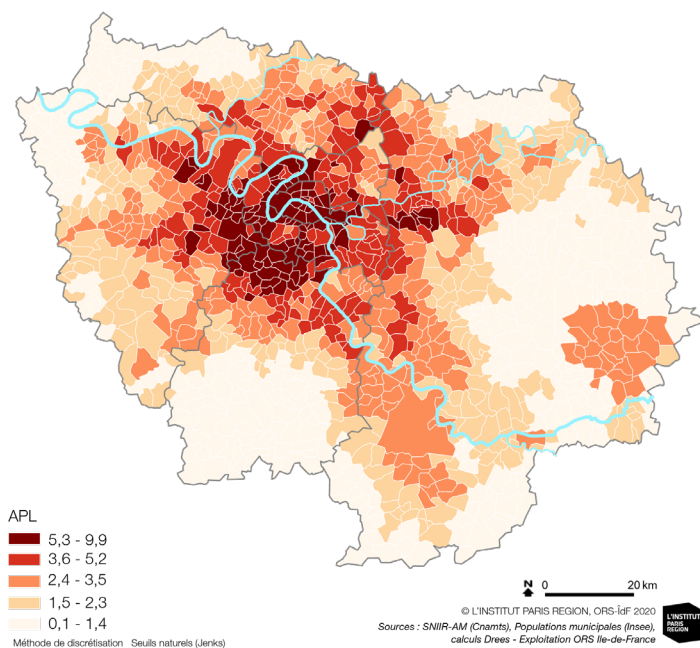 APL
5,3 - 9,9
3,6 - 5,2
2,4 - 3,5
1,5 - 2,3
0,1 - 1,4
Méthode de discrétisation Seuils naturels (Jenks)
N 0 20 km
© L'INSTITUT PARIS REGION, ORS-ÎdF 2020
Sources : SNIIR-AM (Cnamts), Populations municipales (Insee),
calculs Drees - Exploitation ORS Ile-de-France
L'INSTITUT
PARIS
REGION